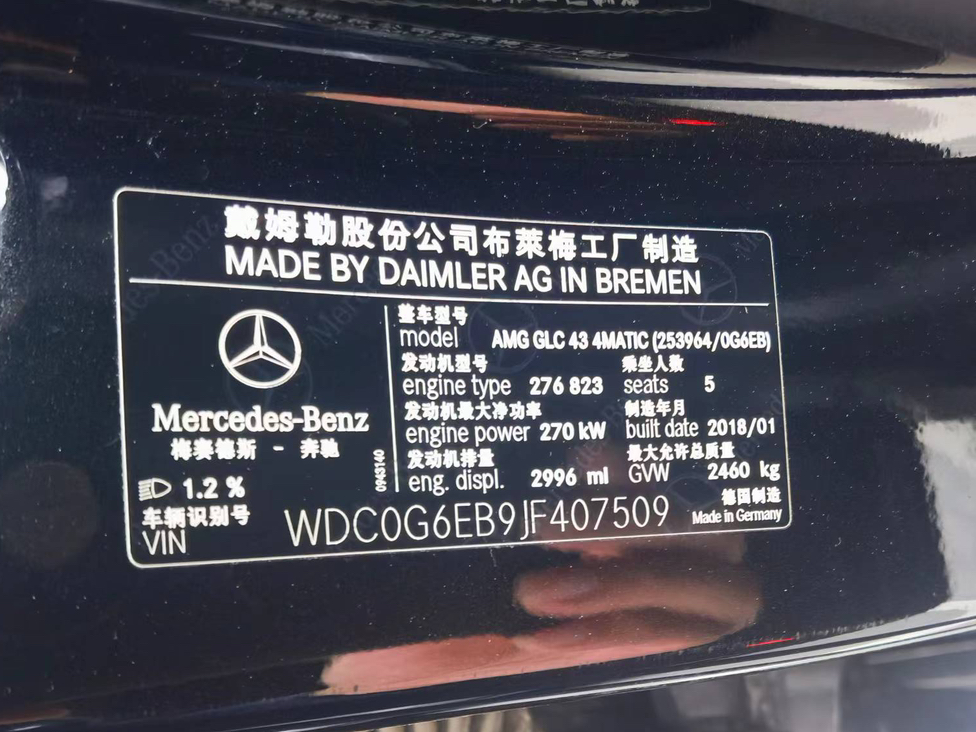 戴姆勒股份公司布莱梅工厂制造
MADE BY DAIMLER AG IN BREMEN
Mercedes-Benz
梅赛德斯 - 奔驰
1.2 %
0943140
整车型号
model AMG GLC 43 4MATIC (253964/0G6EB)
发动机型号 乘坐人数
engine type 276 823 seats 5
发动机最大净功率 制造年月
engine power 270 kW built date 2018/01
发动机排量 最大允许总质量
eng. displ. 2996 ml GVW 2460 kg
车辆识别号
VIN WDC0G6EB9JF407509
德国制造
Made in Germany